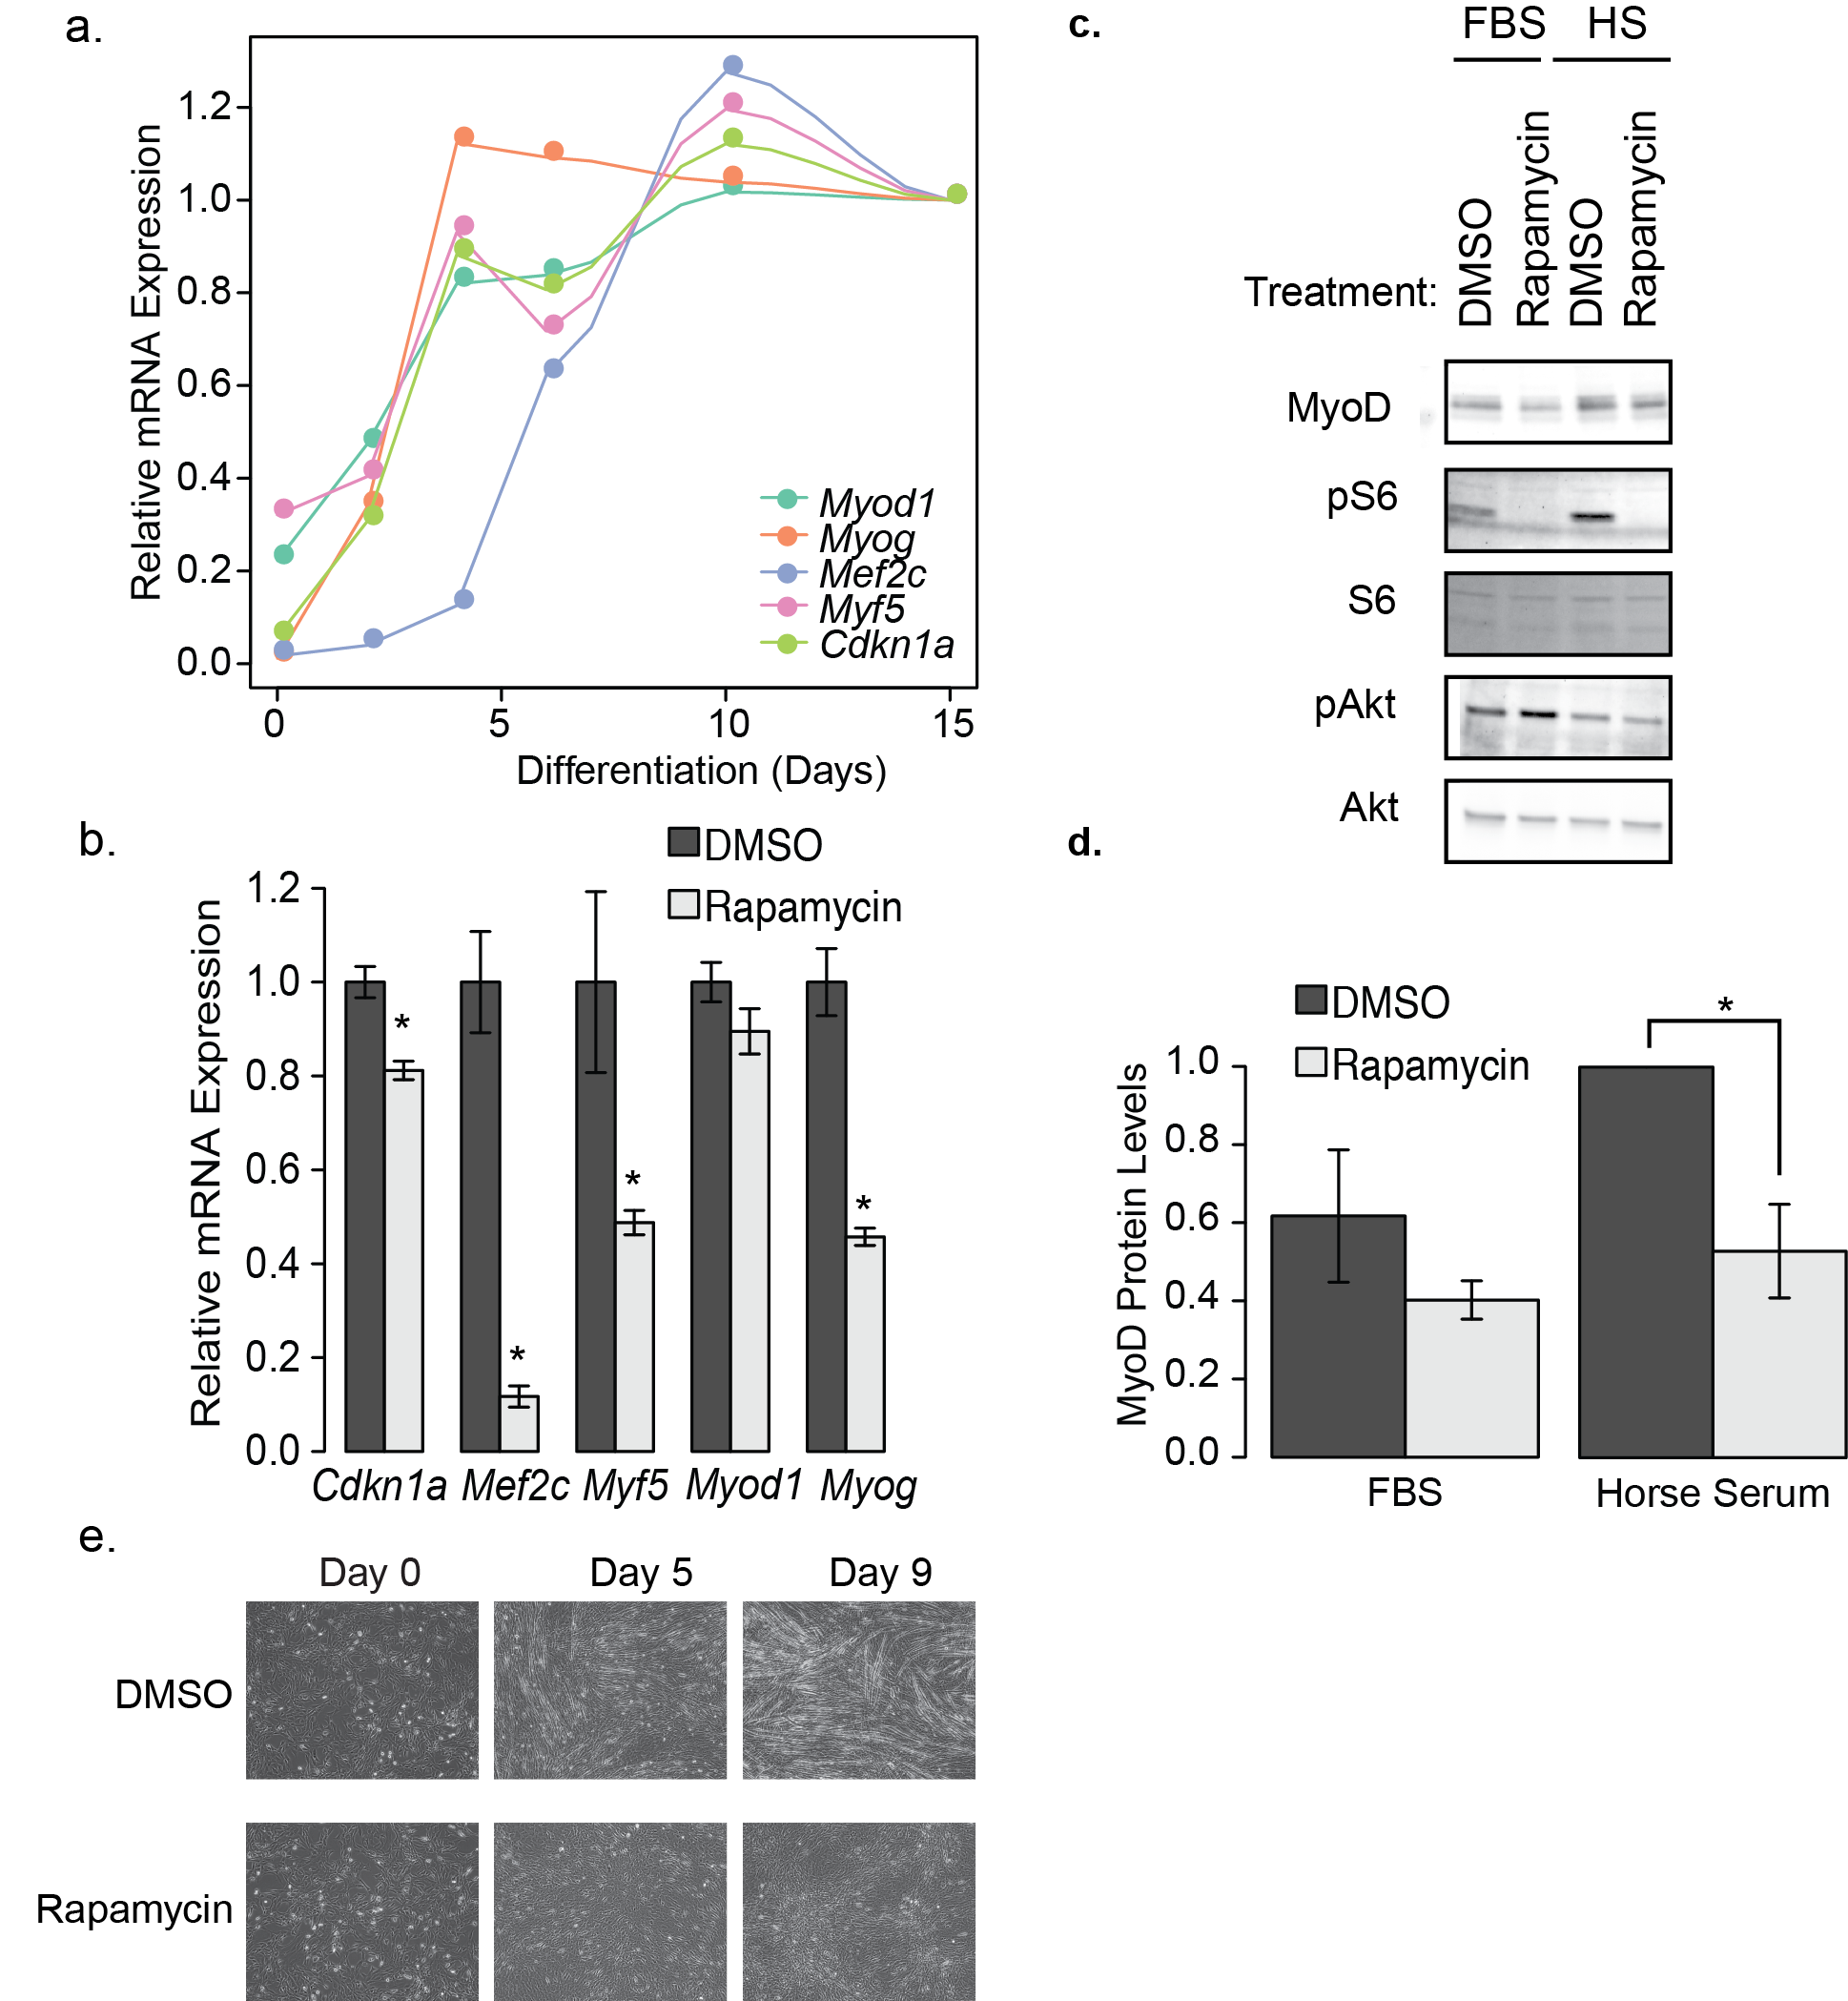 a.
Relative mRNA Expression
1.2
1.0
0.8
0.6
0.4
0.2
0.0
Myod1
Myog
Mef2c
Myf5
Cdkn1a
0 5 10 15
Differentiation (Days)
b.
DMSO
Rapamycin
Relative mRNA Expression
1.2
1.0
0.8
0.6
0.4
0.2
0.0
* * * *
Cdkn1a Mef2c Myf5 Myod1 Myog
c.
FBS HS
Treatment: DMSO Rapamycin DMSO Rapamycin
MyoD
pS6
S6
pAkt
Akt
d.
DMSO
Rapamycin
*
MyoD Protein Levels
1.0
0.8
0.6
0.4
0.2
0.0
FBS Horse Serum
e.
Day 0 Day 5 Day 9
DMSO
Rapamycin